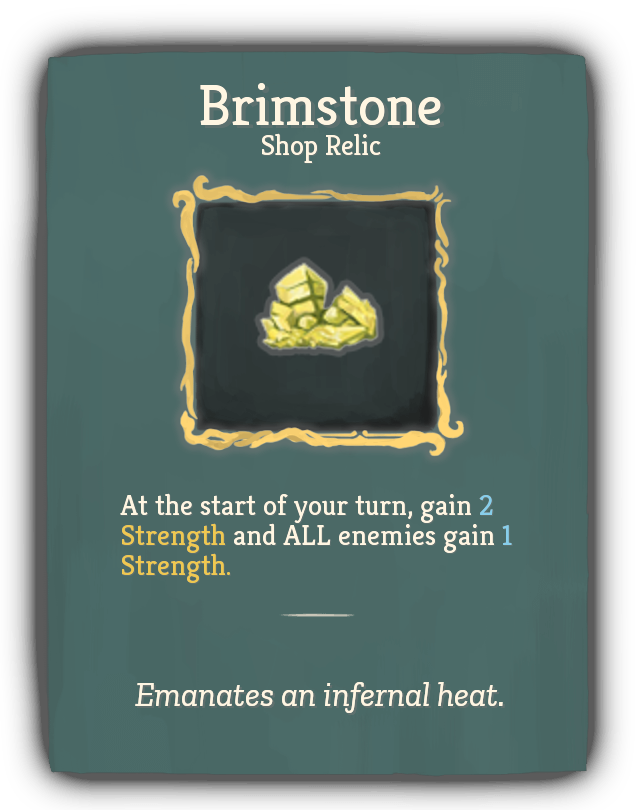 Brimstone
Shop Relic
At the start of your turn, gain 2
Strength and ALL enemies gain 1
Strength.
Emanates an infernal heat.